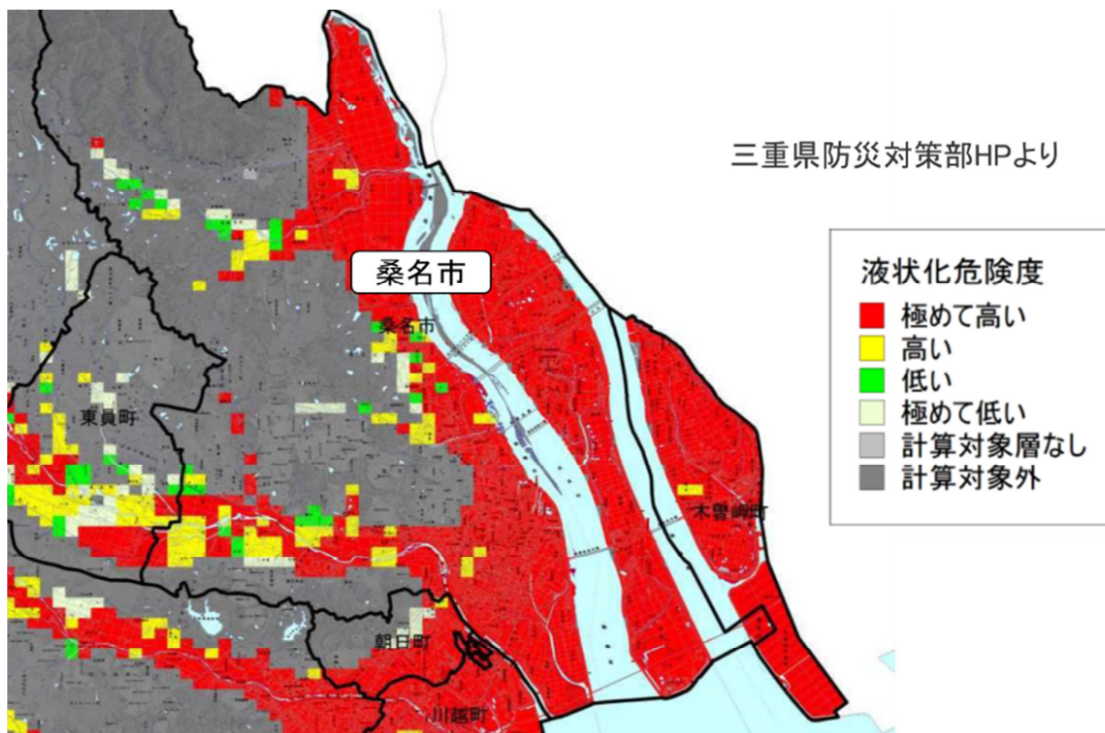 三重県防災対策部HPより
液状化危険度
極めて高い
高い
低い
極めて低い
計算対象層なし
計算対象外
桑名市
桑名市
東員町
木曽岬町
朝日町
川越町